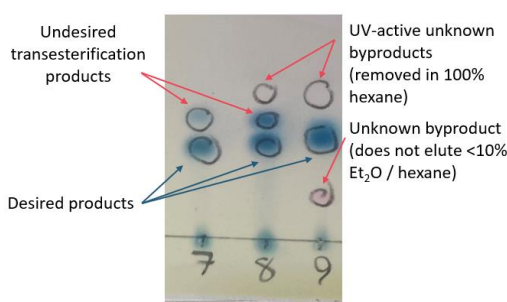 Undesired
transesterification
products
Desired products
UV-active unknown
byproducts
(removed in 100%
hexane)
Unknown byproduct
(does not elute <10%
Et₂O / hexane)
7 8 9